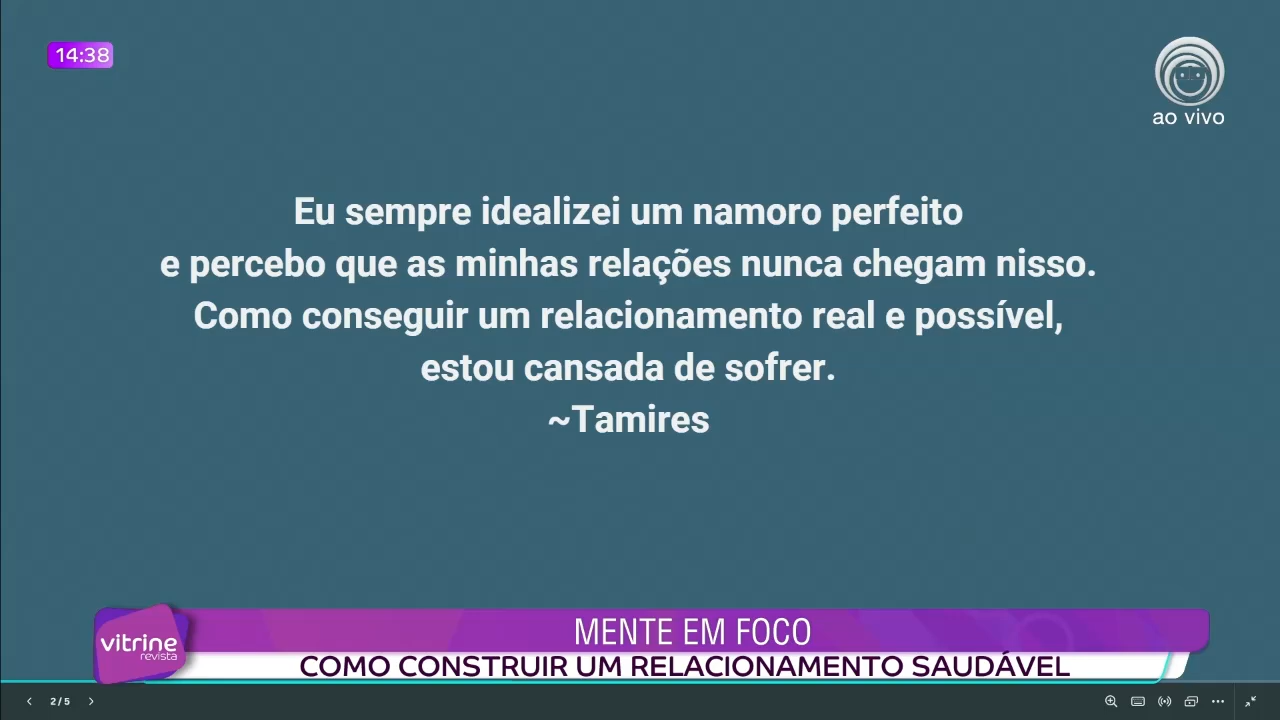 14:38
ao vivo
Eu sempre idealizei um namoro perfeito
e percebo que as minhas relações nunca chegam nisso.
Como conseguir um relacionamento real e possível,
estou cansada de sofrer.
~Tamires
vitrine
revista
MENTE EM FOCO
COMO CONSTRUIR UM RELACIONAMENTO SAUDÁVEL
2/5